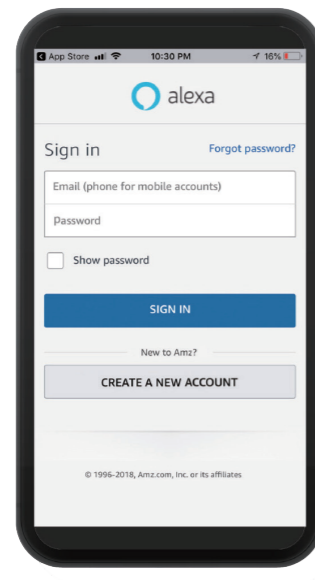 App Store 10:30 PM 16%
alexa
Sign in Forgot password?
Email (phone for mobile accounts)
Password
Show password
SIGN IN
New to Amz?
CREATE A NEW ACCOUNT
© 1996-2018, Amz.com, Inc. or its affiliates